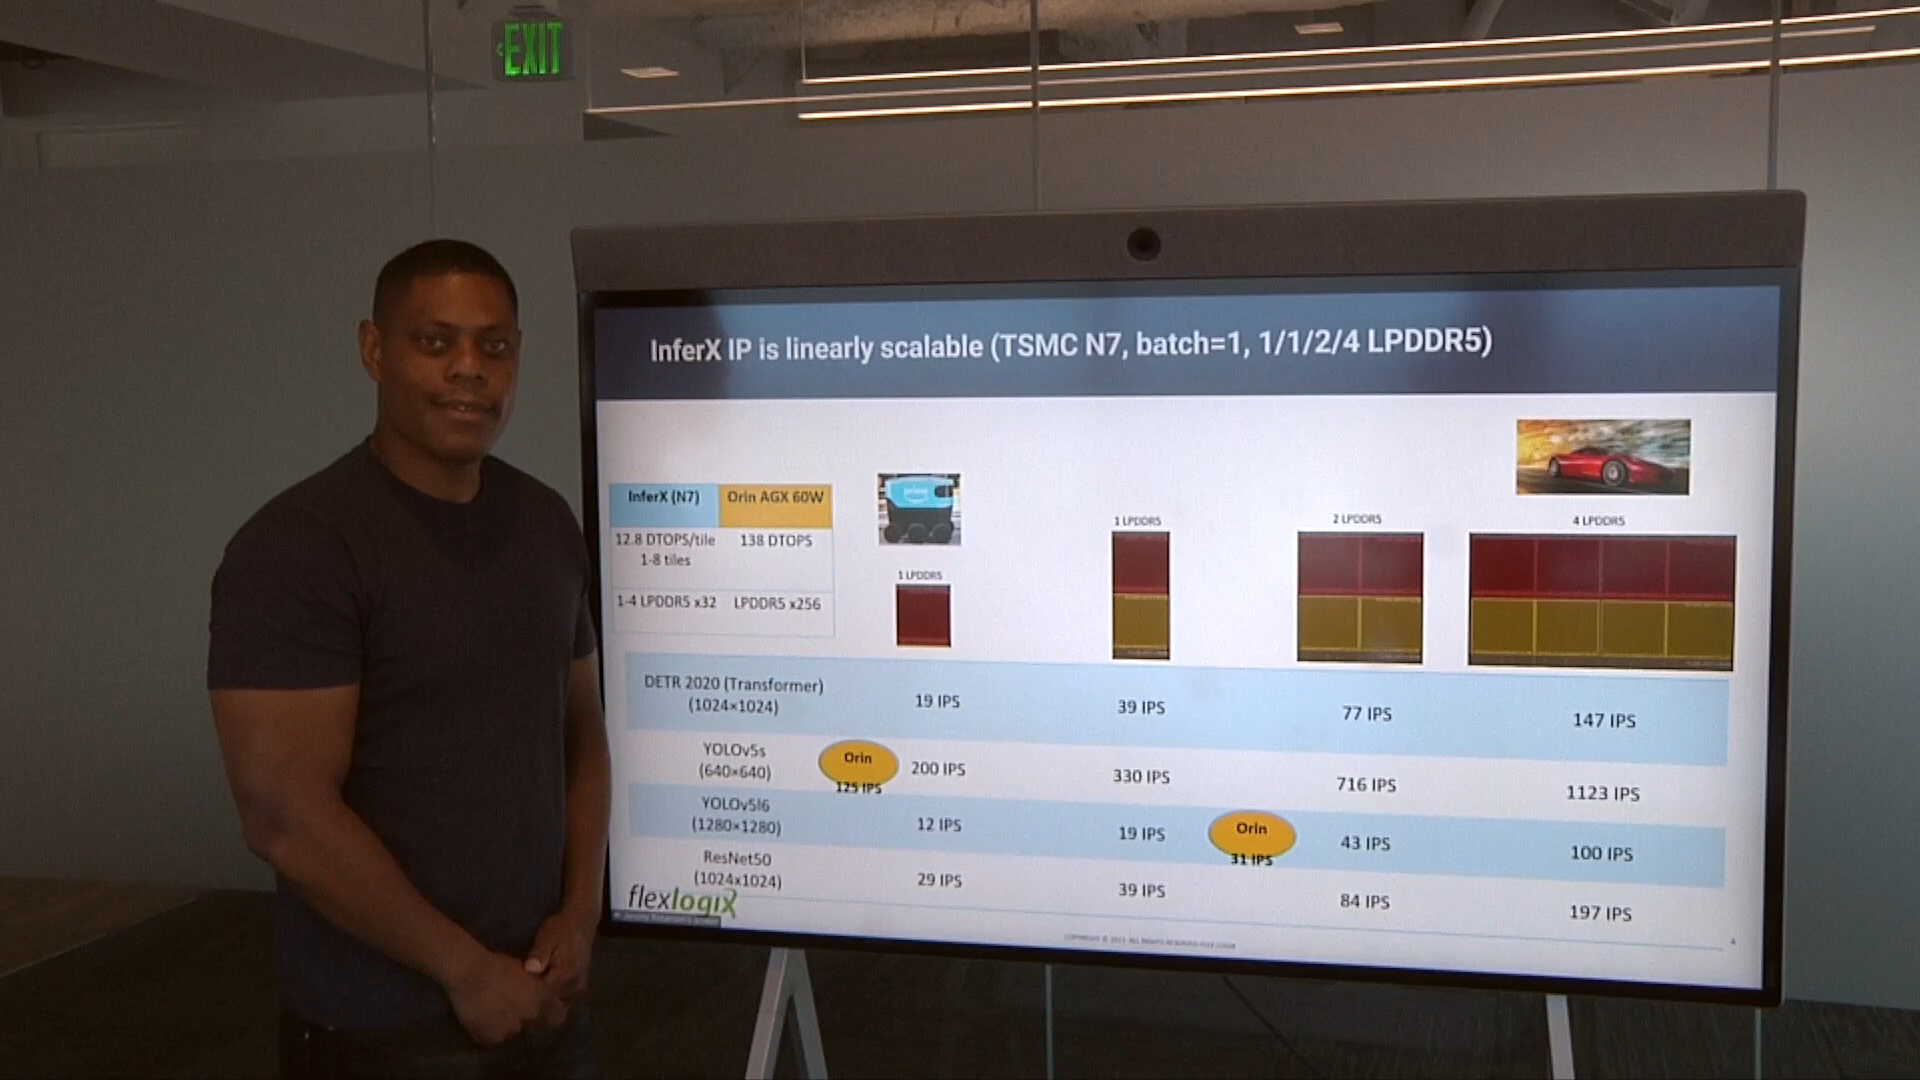 EXIT
InferX IP is linearly scalable (TSMC N7, batch=1, 1/1/2/4 LPDDR5)
InferX (N7) Orin AGX 60W
12.8 DTOPS/tile 138 DTOPS
1-8 tiles
1-4 LPDDR5 x32 LPDDR5 x256
prime
1 LPDDR5
1 LPDDR5
2 LPDDR5
4 LPDDR5
DETR 2020 (Transformer)
(1024×1024)
19 IPS 39 IPS 77 IPS 147 IPS
YOLOv5s
(640×640)
Orin
125 IPS
200 IPS 330 IPS 716 IPS 1123 IPS
YOLOv5l6
(1280×1280)
12 IPS 19 IPS
Orin
31 IPS
43 IPS 100 IPS
ResNet50
(1024x1024)
29 IPS 39 IPS 84 IPS 197 IPS
flexlogix
4